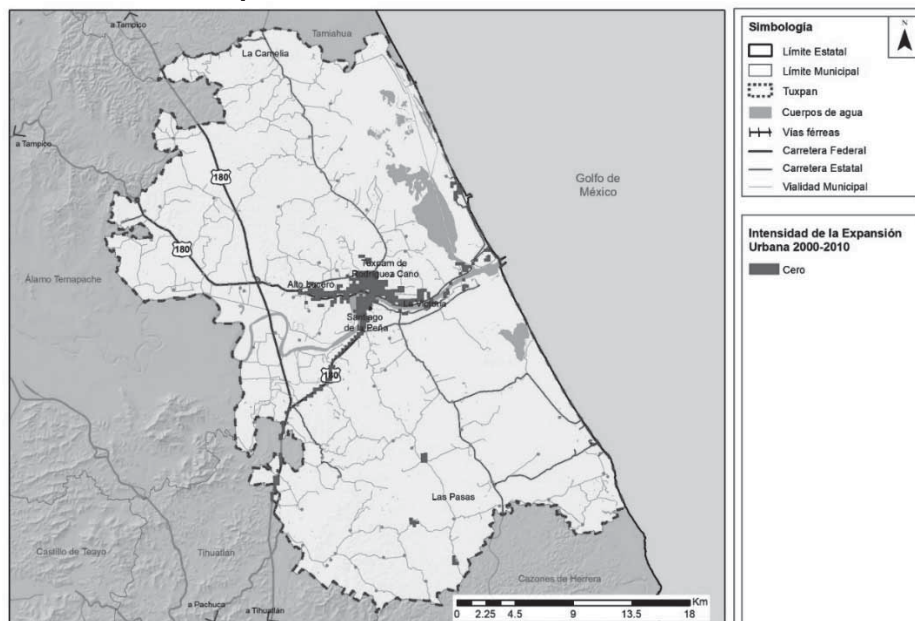 a Tampico
a Tampico
Tamiahua
La Camelia
a Tampico
180
180
Golfo de
México
Álamo Temapache
Tuxpam de
Rodríguez Cano
Alto Lucero
La Victoria
Santiago
de la Peña
180
Las Pasas
Castillo de Teayo
Tihuatlán
Cazones de Herrera
a Pachuca
a Tihuatlán
Km
0 2.25 4.5 9 13.5 18
Simbología
N
Límite Estatal
Límite Municipal
Tuxpan
Cuerpos de agua
Vías férreas
Carretera Federal
Carretera Estatal
Vialidad Municipal
Intensidad de la Expansión
Urbana 2000-2010
Cero